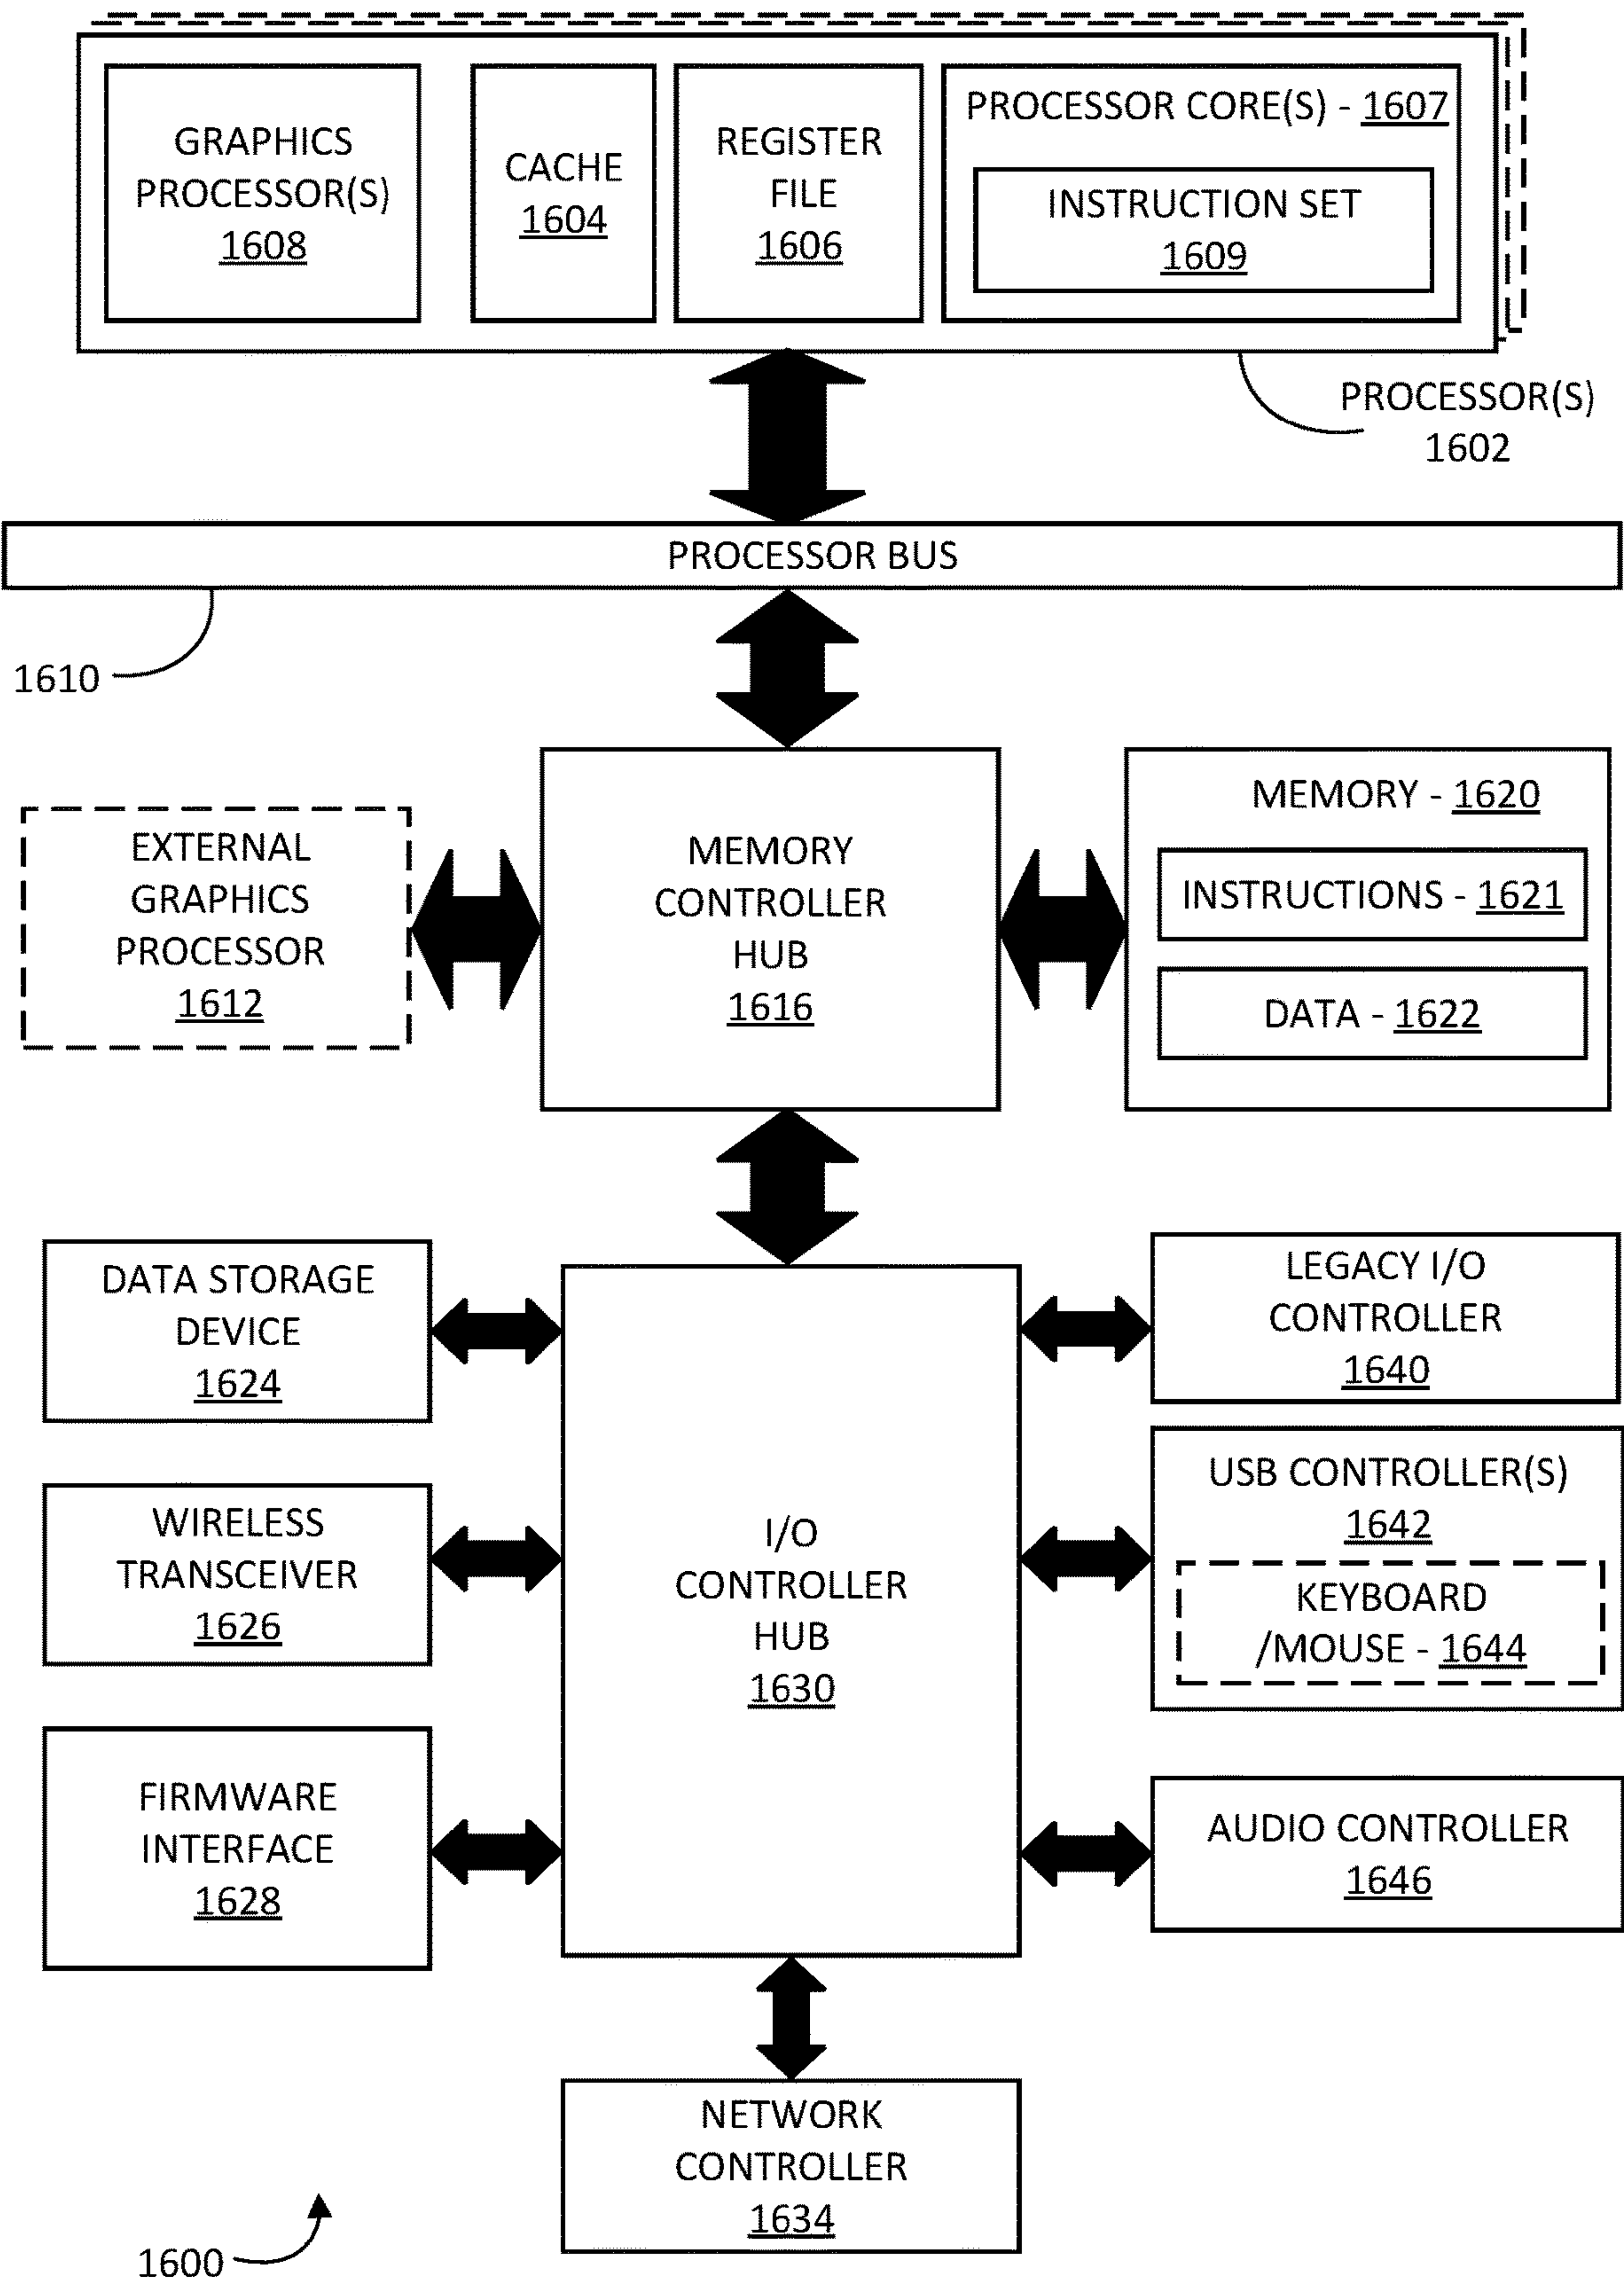 GRAPHICS
PROCESSOR(S)
1608
CACHE
1604
REGISTER
FILE
1606
PROCESSOR CORE(S) - 1607
INSTRUCTION SET
1609
PROCESSOR(S)
1602
PROCESSOR BUS
1610
EXTERNAL
GRAPHICS
PROCESSOR
1612
MEMORY
CONTROLLER
HUB
1616
MEMORY - 1620
INSTRUCTIONS - 1621
DATA - 1622
DATA STORAGE
DEVICE
1624
WIRELESS
TRANSCEIVER
1626
FIRMWARE
INTERFACE
1628
I/O
CONTROLLER
HUB
1630
LEGACY I/O
CONTROLLER
1640
USB CONTROLLER(S)
1642
KEYBOARD
/MOUSE - 1644
AUDIO CONTROLLER
1646
NETWORK
CONTROLLER
1634
1600